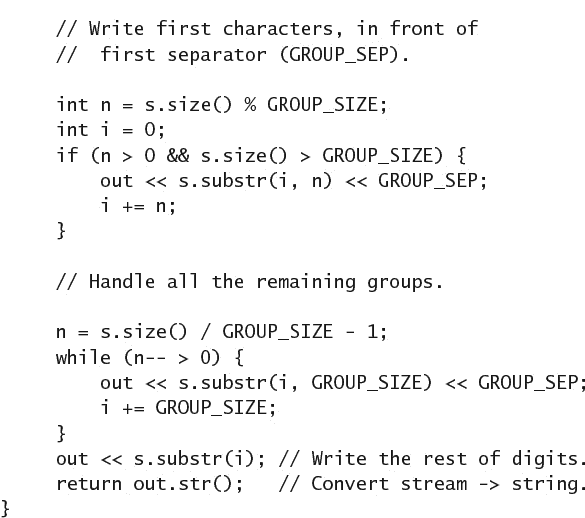 // Write first characters, in front of
//  first separator (GROUP_SEP).
int n = s.size() % GROUP_SIZE;
int i = 0;
if (n > 0 && s.size() > GROUP_SIZE) {
out << s.substr(i, n) << GROUP_SEP;
i += n;
}
// Handle all the remaining groups.
n = s.size() / GROUP_SIZE - 1;
while (n-- > 0) {
out << s.substr(i, GROUP_SIZE) << GROUP_SEP;
i += GROUP_SIZE;
}
out << s.substr(i); // Write the rest of digits.
return out.str();   // Convert stream -> string.
}